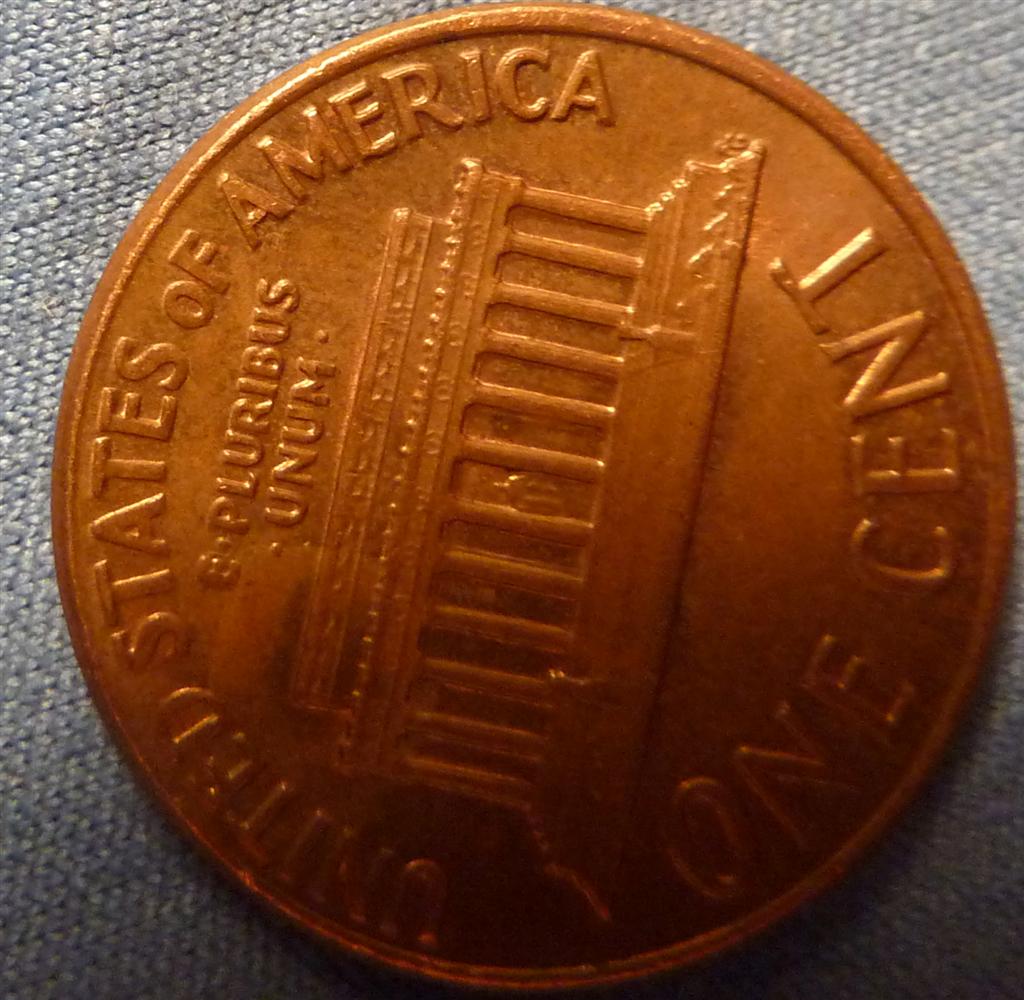 UNITED STATES OF AMERICA
E·PLURIBUS
·UNUM·
ONE CENT